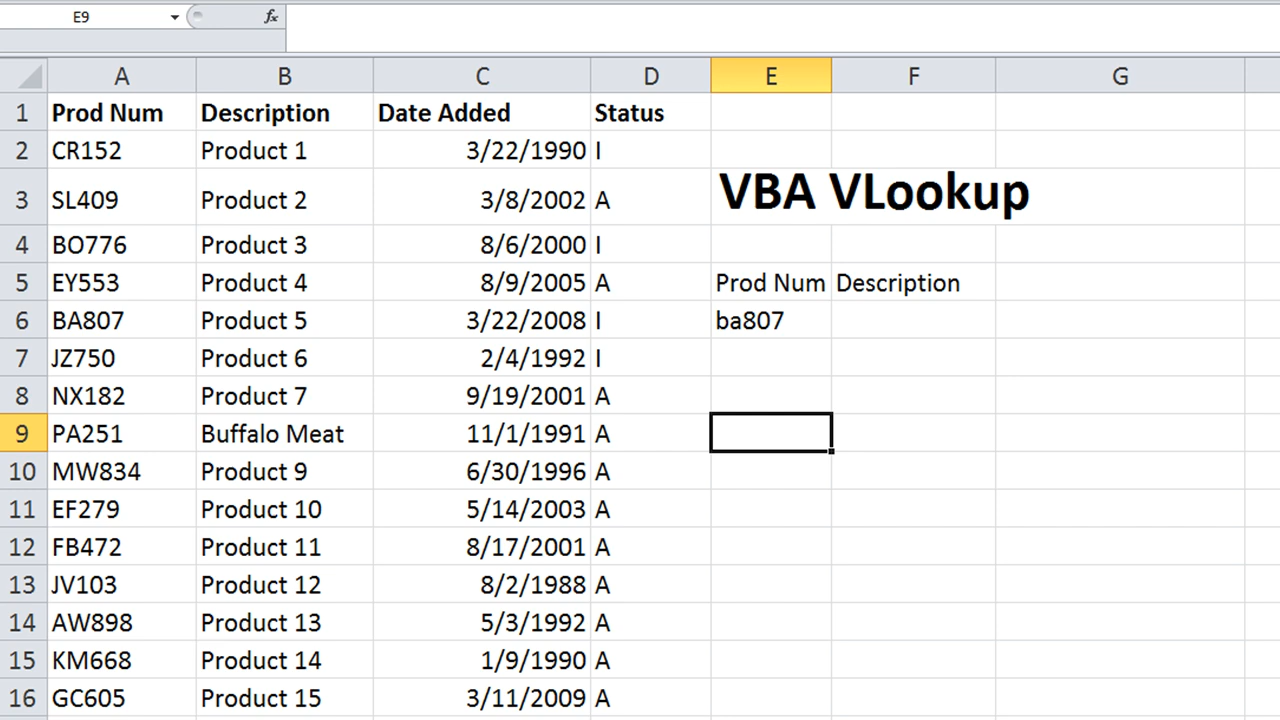 E9 fx
A B C D E F G
1 Prod Num Description Date Added Status
2 CR152 Product 1 3/22/1990 I
3 SL409 Product 2 3/8/2002 A VBA VLookup
4 BO776 Product 3 8/6/2000 I
5 EY553 Product 4 8/9/2005 A Prod Num Description
6 BA807 Product 5 3/22/2008 I ba807
7 JZ750 Product 6 2/4/1992 I
8 NX182 Product 7 9/19/2001 A
9 PA251 Buffalo Meat 11/1/1991 A
10 MW834 Product 9 6/30/1996 A
11 EF279 Product 10 5/14/2003 A
12 FB472 Product 11 8/17/2001 A
13 JV103 Product 12 8/2/1988 A
14 AW898 Product 13 5/3/1992 A
15 KM668 Product 14 1/9/1990 A
16 GC605 Product 15 3/11/2009 A